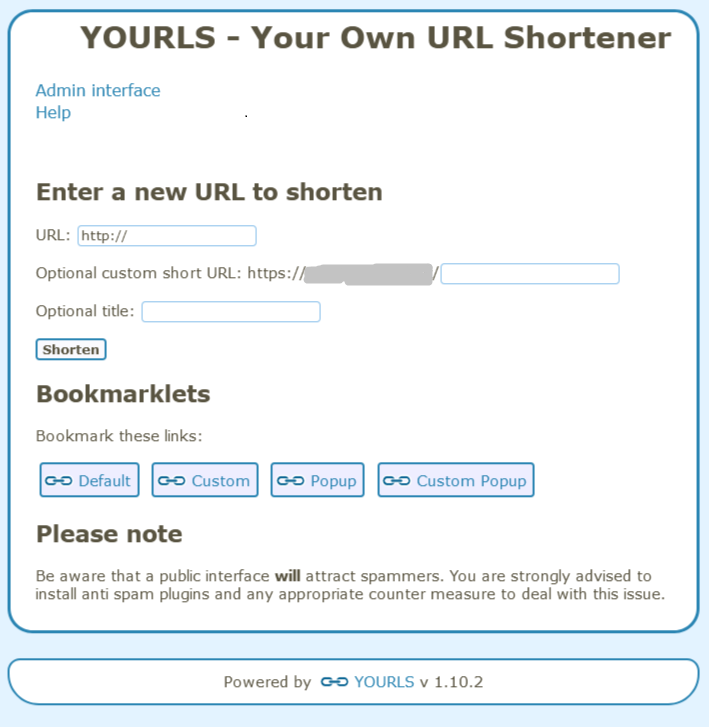 YOURLS - Your Own URL Shortener
Admin interface
Help
Enter a new URL to shorten
URL: http://
Optional custom short URL: https:// /
Optional title:
Shorten
Bookmarklets
Bookmark these links:
Default Custom Popup Custom Popup
Please note
Be aware that a public interface will attract spammers. You are strongly advised to
install anti spam plugins and any appropriate counter measure to deal with this issue.
Powered by YOURLS v 1.10.2